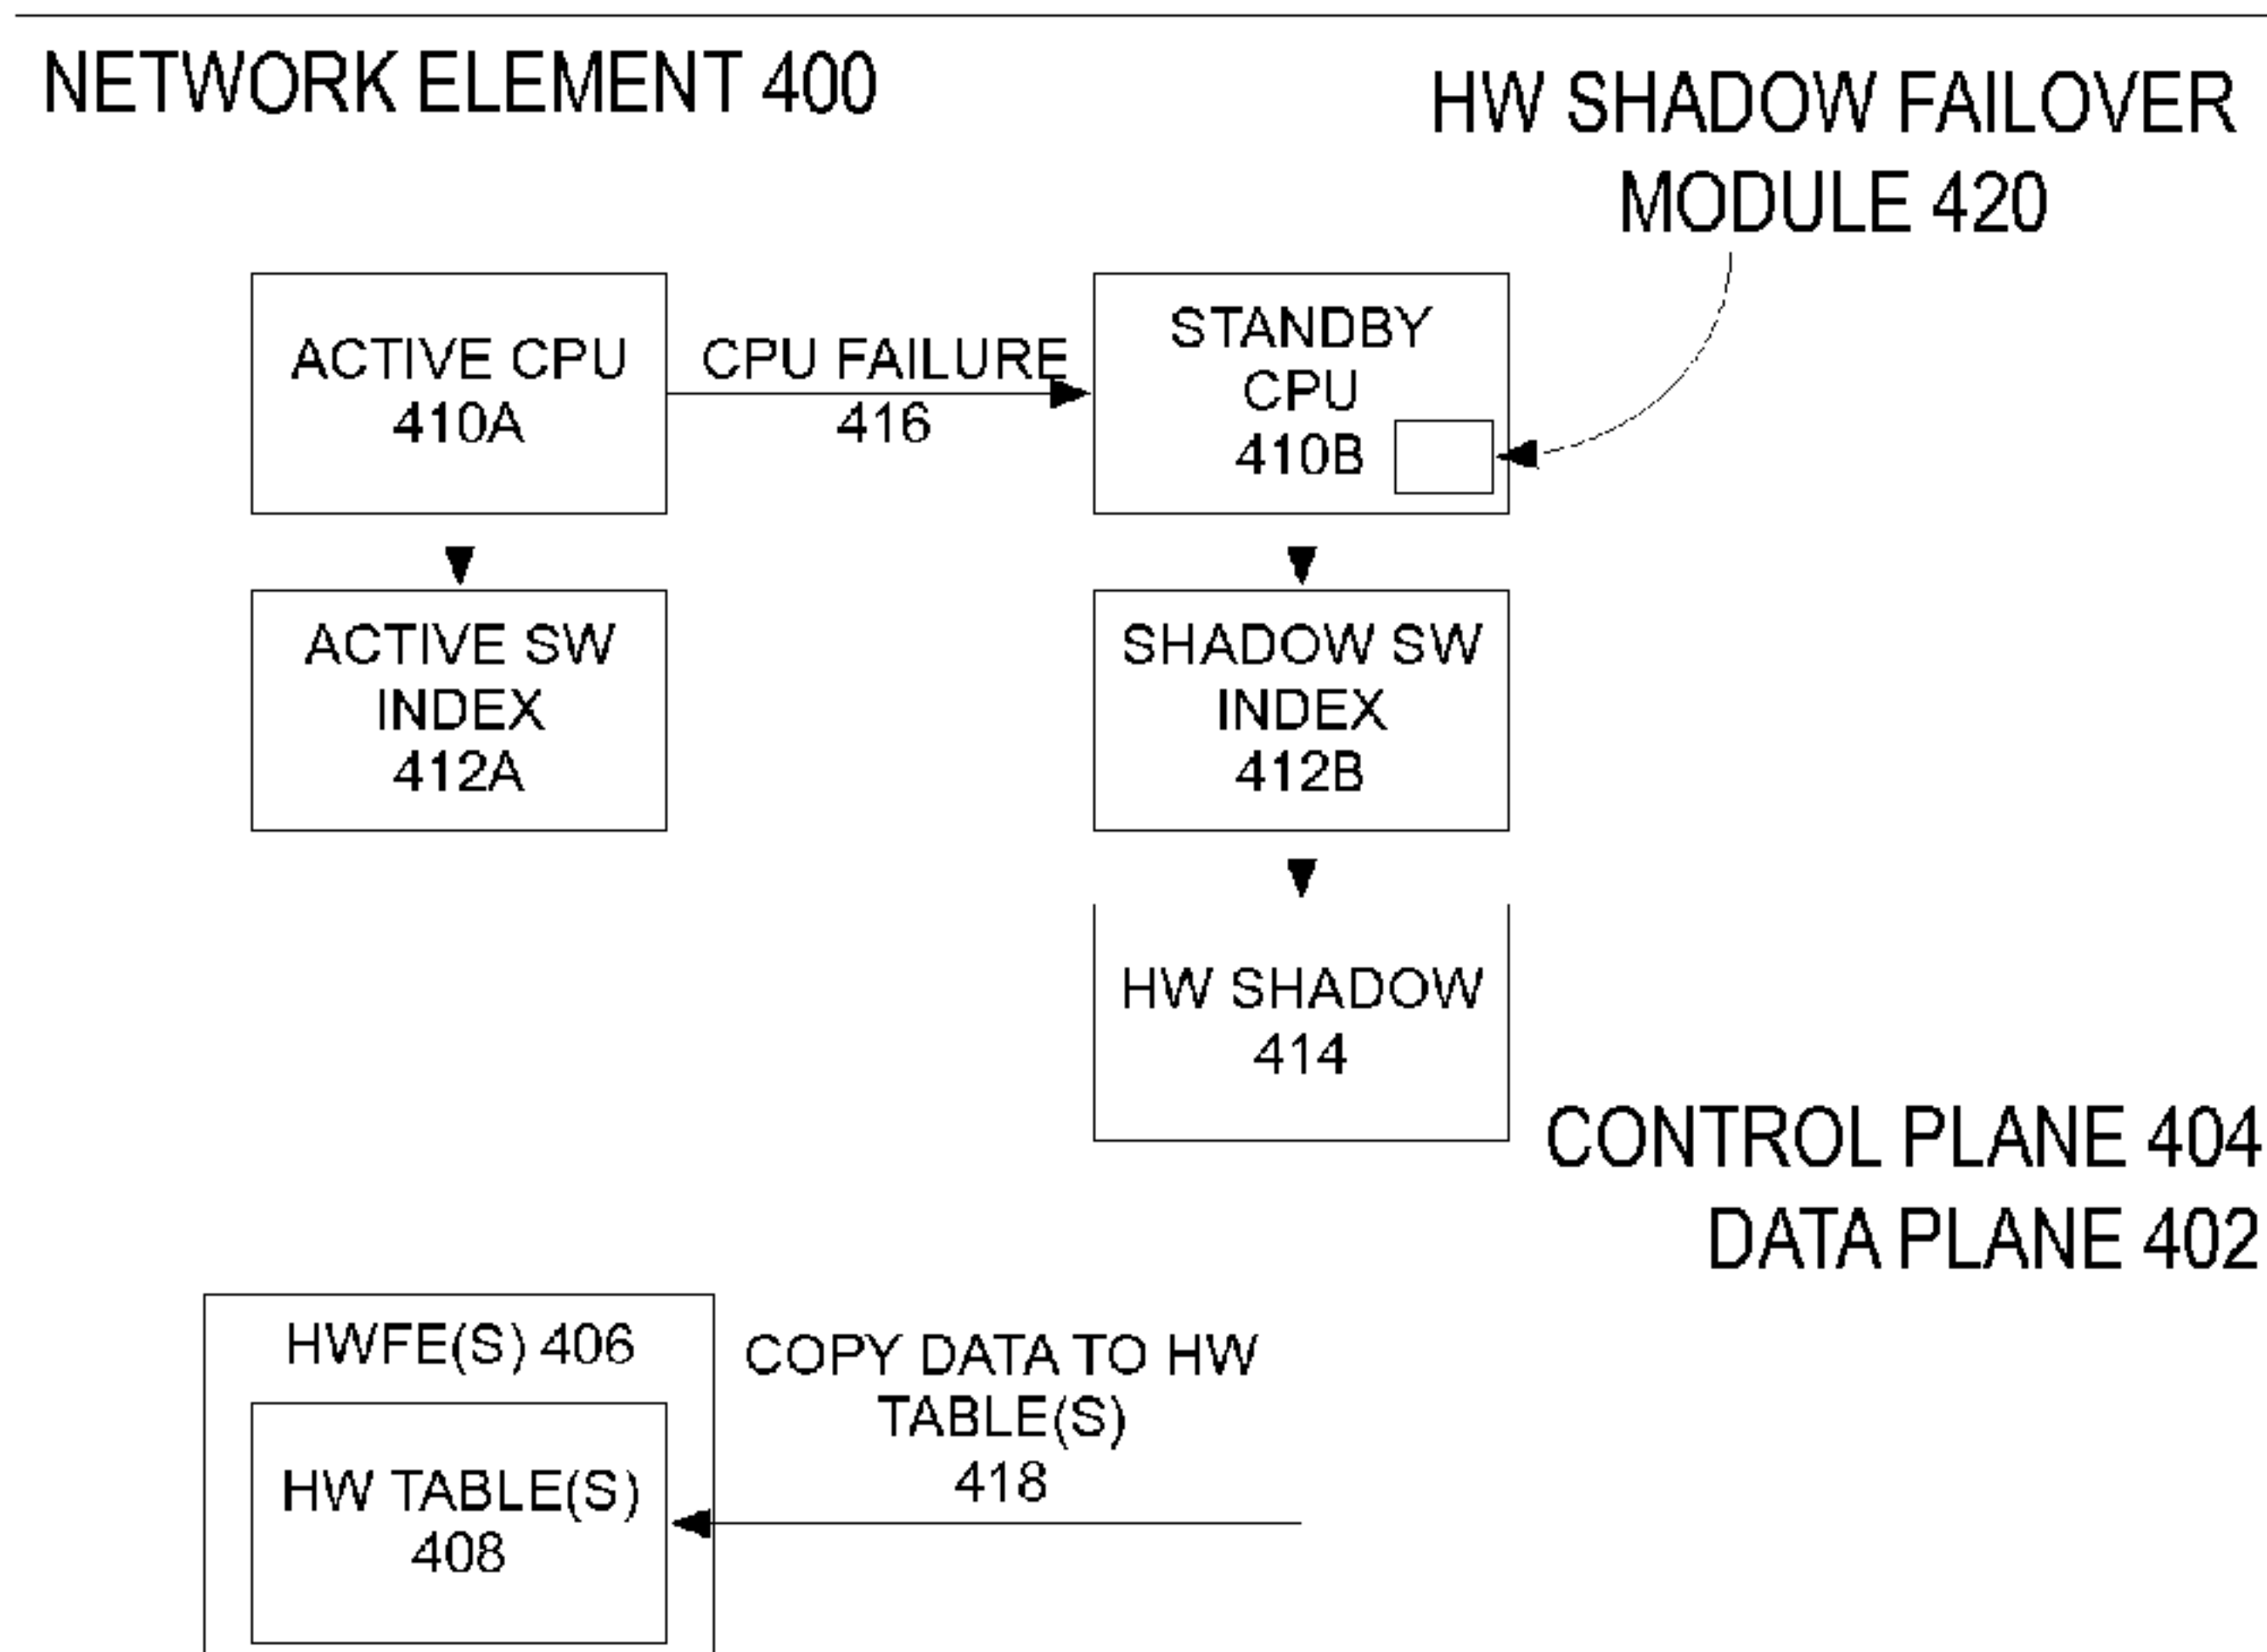 NETWORK ELEMENT 400
HW SHADOW FAILOVER
MODULE 420
ACTIVE CPU
410A
CPU FAILURE
416
STANDBY
CPU
410B
ACTIVE SW
INDEX
412A
SHADOW SW
INDEX
412B
HW SHADOW
414
CONTROL PLANE 404
DATA PLANE 402
HWFE(S) 406
HW TABLE(S)
408
COPY DATA TO HW
TABLE(S)
418